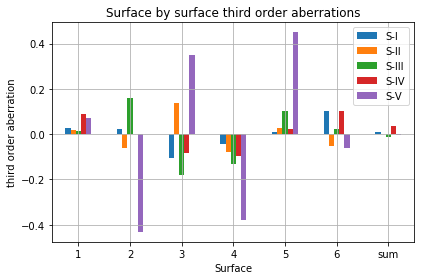 Surface by surface third order aberrations
third order aberration
0.4
0.2
0.0
−0.2
−0.4
S-I
S-II
S-III
S-IV
S-V
1 2 3 4 5 6 sum
Surface